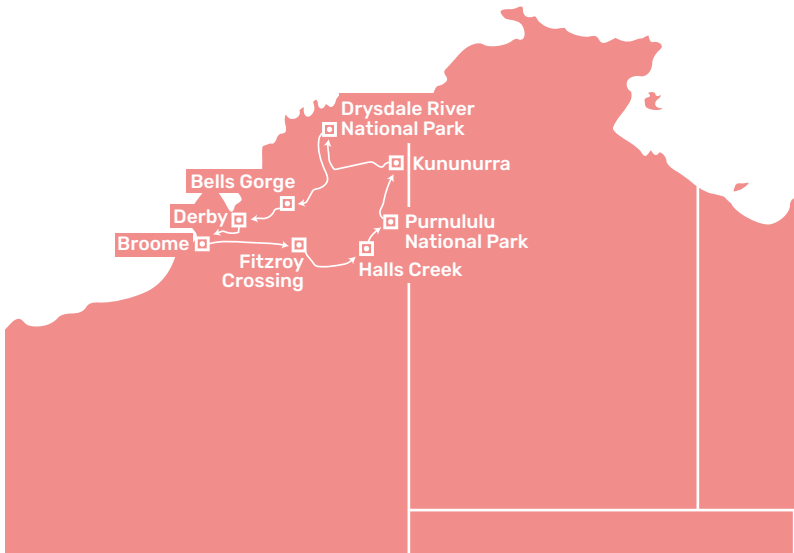 Drysdale River
National Park
Kununurra
Bells Gorge
Derby
Purnululu
National Park
Broome
Fitzroy
Crossing
Halls Creek